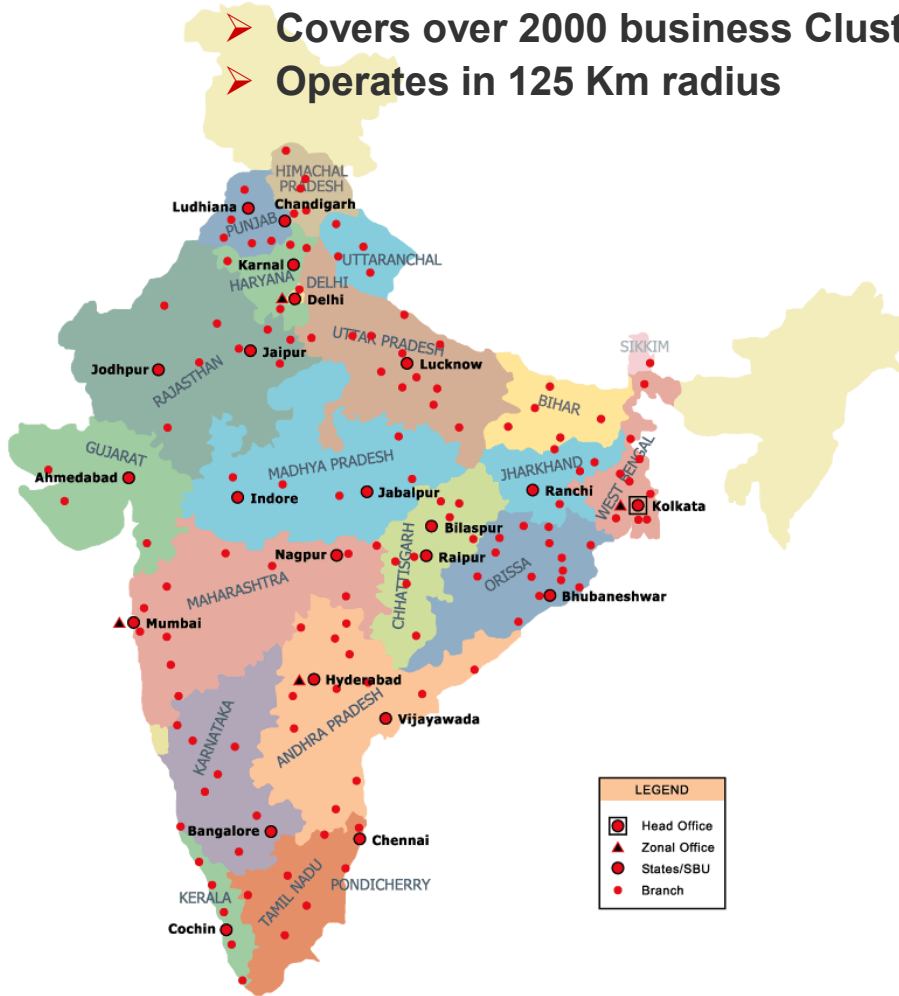 Covers over 2000 business Clust
Operates in 125 Km radius
HIMACHAL
PRADESH
Ludhiana
Chandigarh
PUNJAB
UTTARANCHAL
Karnal
HARYANA
DELHI
Delhi
UTTAR PRADESH
SIKKIM
Jaipur
Jodhpur
Lucknow
RAJASTHAN
BIHAR
GUJARAT
MADHYA PRADESH
JHARKHAND
WEST BENGAL
Ahmedabad
Indore
Jabalpur
Ranchi
Kolkata
Bilaspur
Nagpur
Raipur
CHHATTISGARH
ORISSA
MAHARASHTRA
Bhubaneshwar
Mumbai
Hyderabad
Vijayawada
ANDHRA PRADESH
KARNATAKA
LEGEND
Head Office
Zonal Office
States/SBU
Branch
Bangalore
Chennai
PONDICHERRY
KERALA
TAMIL NADU
Cochin